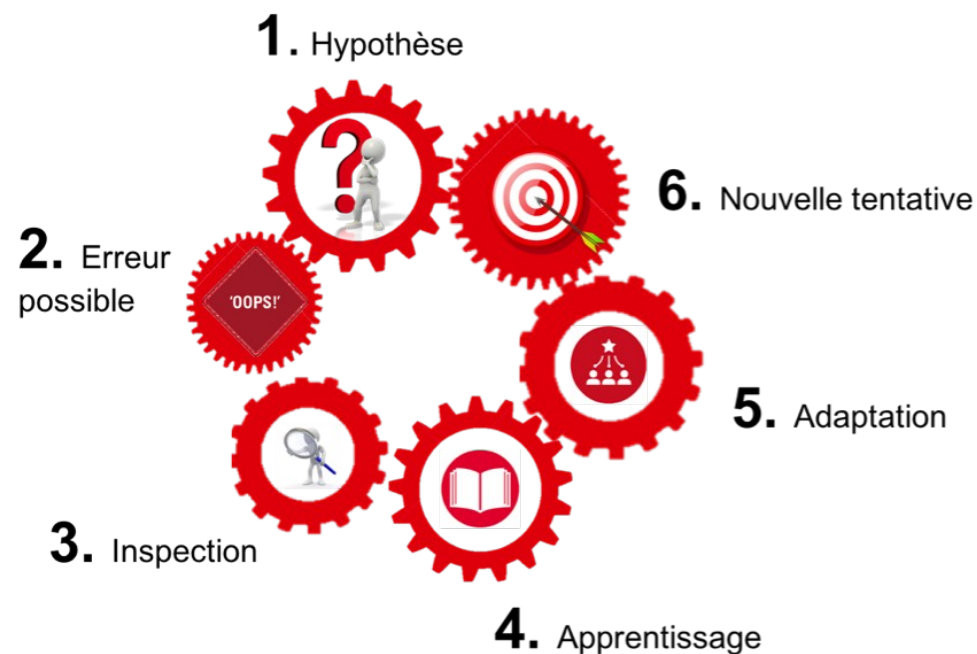 1. Hypothèse
2. Erreur
possible
'OOPS!'
3. Inspection
4. Apprentissage
5. Adaptation
6. Nouvelle tentative